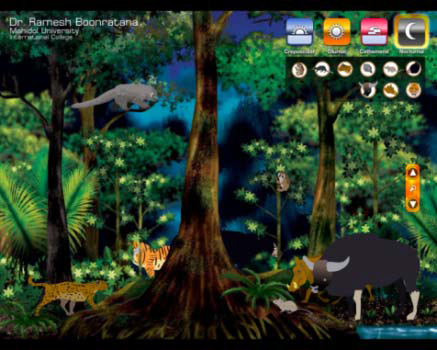 Dr. Ramesh Boonratana
Mahidol University
International College
Crepuscular Diurnal Cathemeral Nocturnal